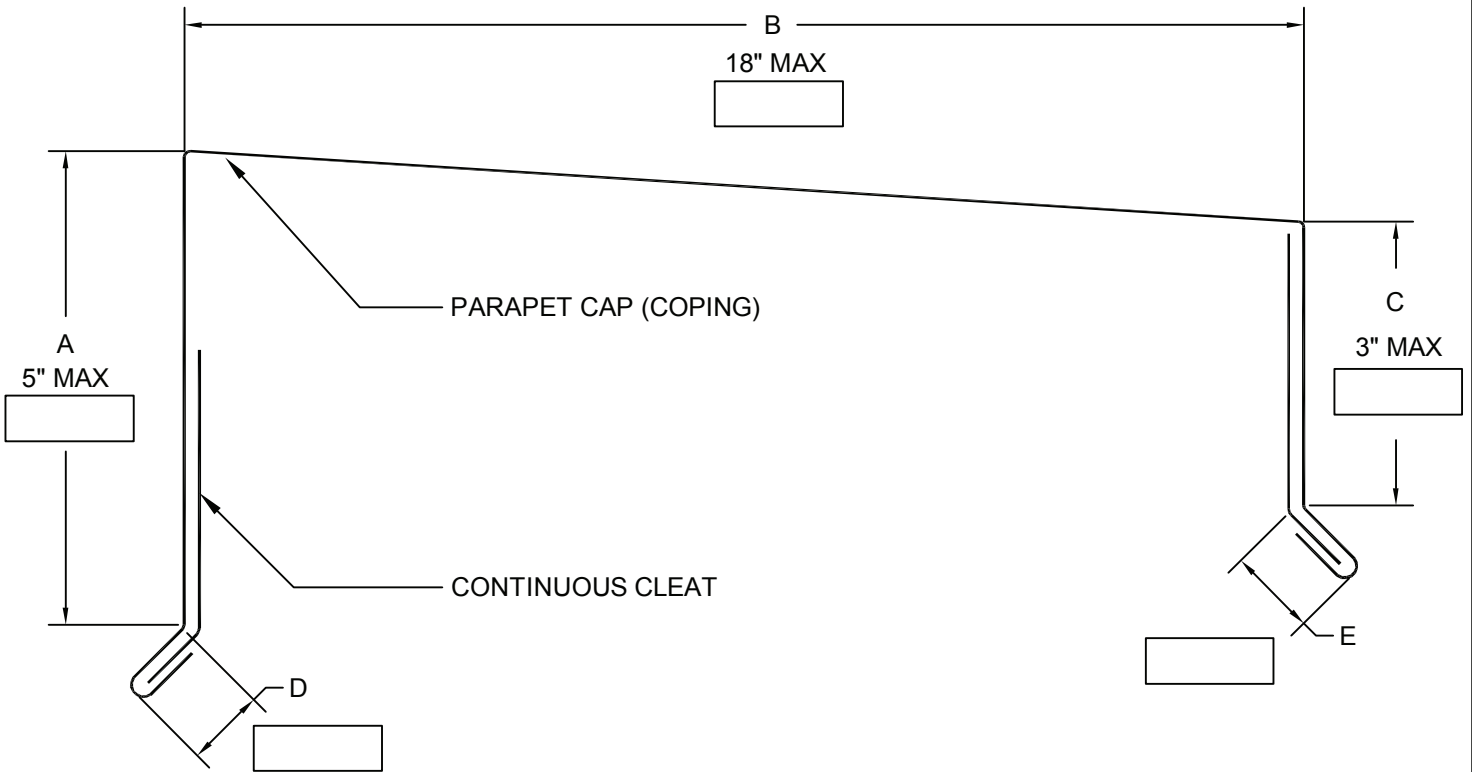 B
18" MAX
PARAPET CAP (COPING)
A
5" MAX
C
3" MAX
CONTINUOUS CLEAT
E
D